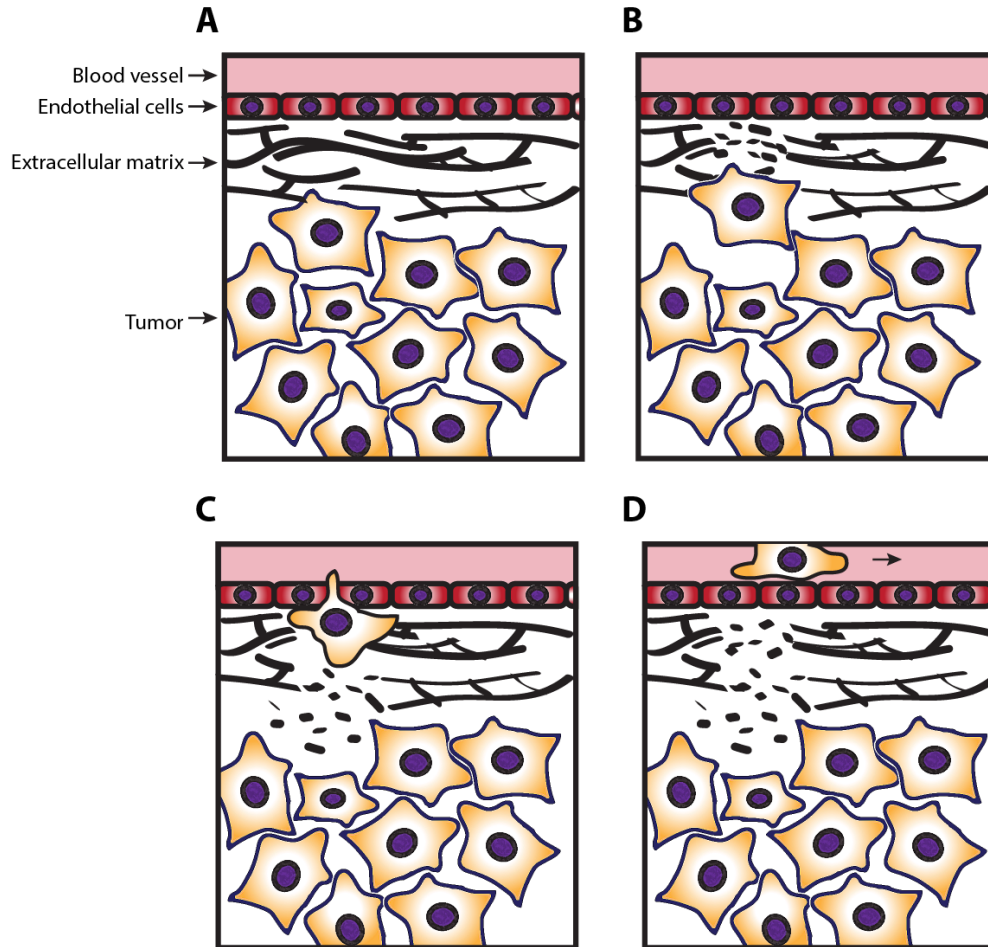 A
B
Blood vessel
Endothelial cells
Extracellular matrix
Tumor
C
D